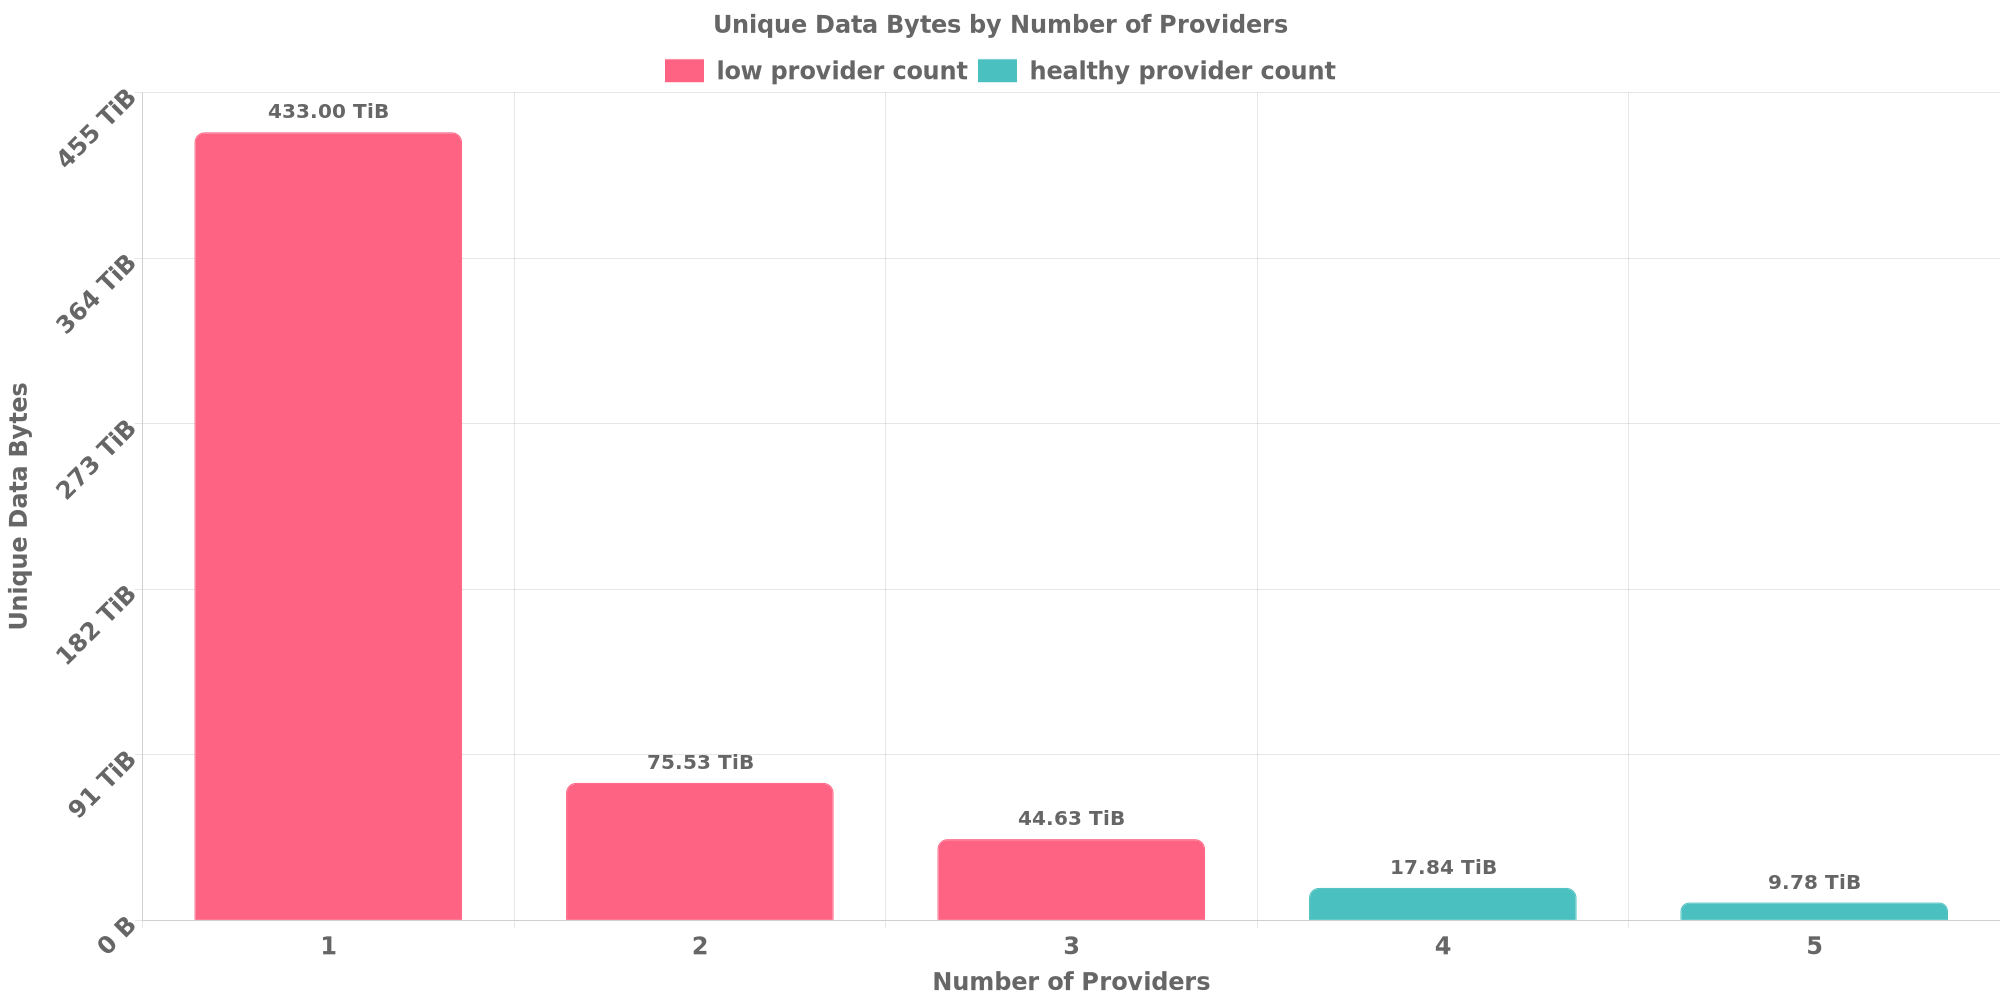 Unique Data Bytes by Number of Providers
low provider count healthy provider count
455 TiB
364 TiB
273 TiB
182 TiB
91 TiB
0 B
Unique Data Bytes
433.00 TiB
75.53 TiB
44.63 TiB
17.84 TiB
9.78 TiB
1 2 3 4 5
Number of Providers